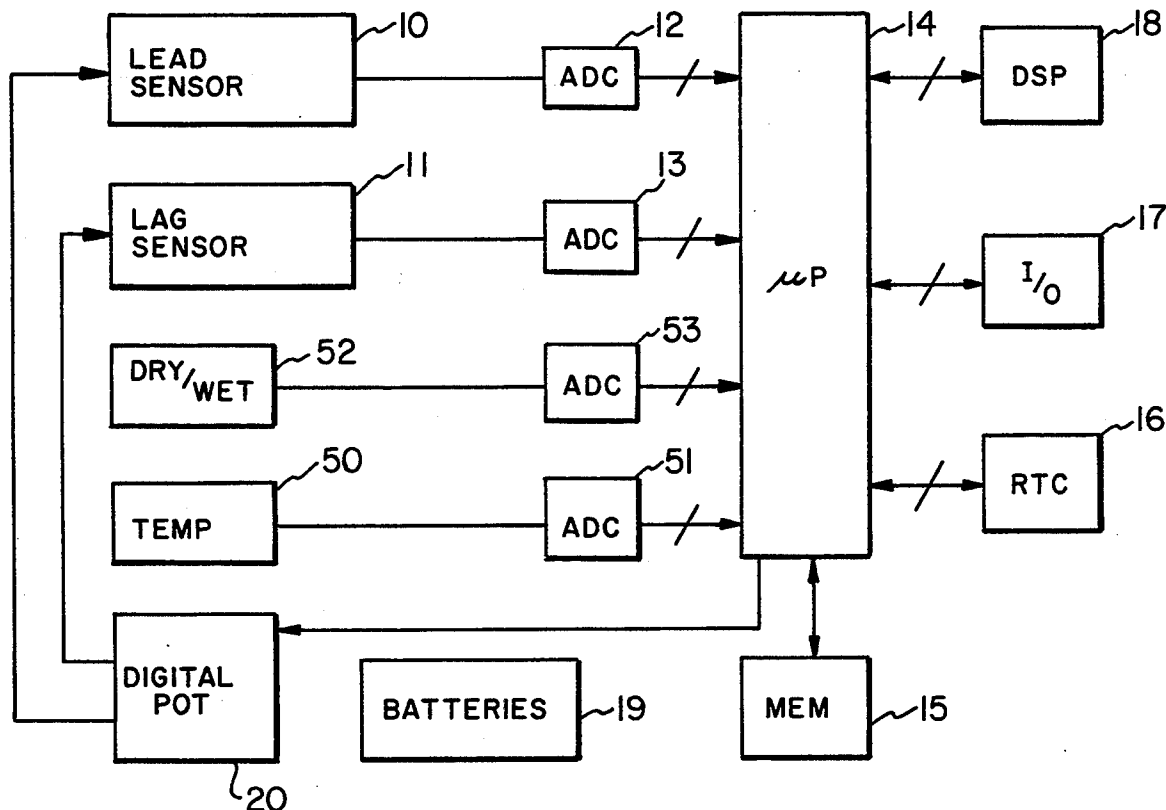 10
LEAD
SENSOR
12
ADC
14
μP
18
DSP
11
LAG
SENSOR
13
ADC
17
I/O
52
DRY/WET
53
ADC
16
RTC
50
TEMP
51
ADC
DIGITAL
POT
20
BATTERIES
19
MEM
15